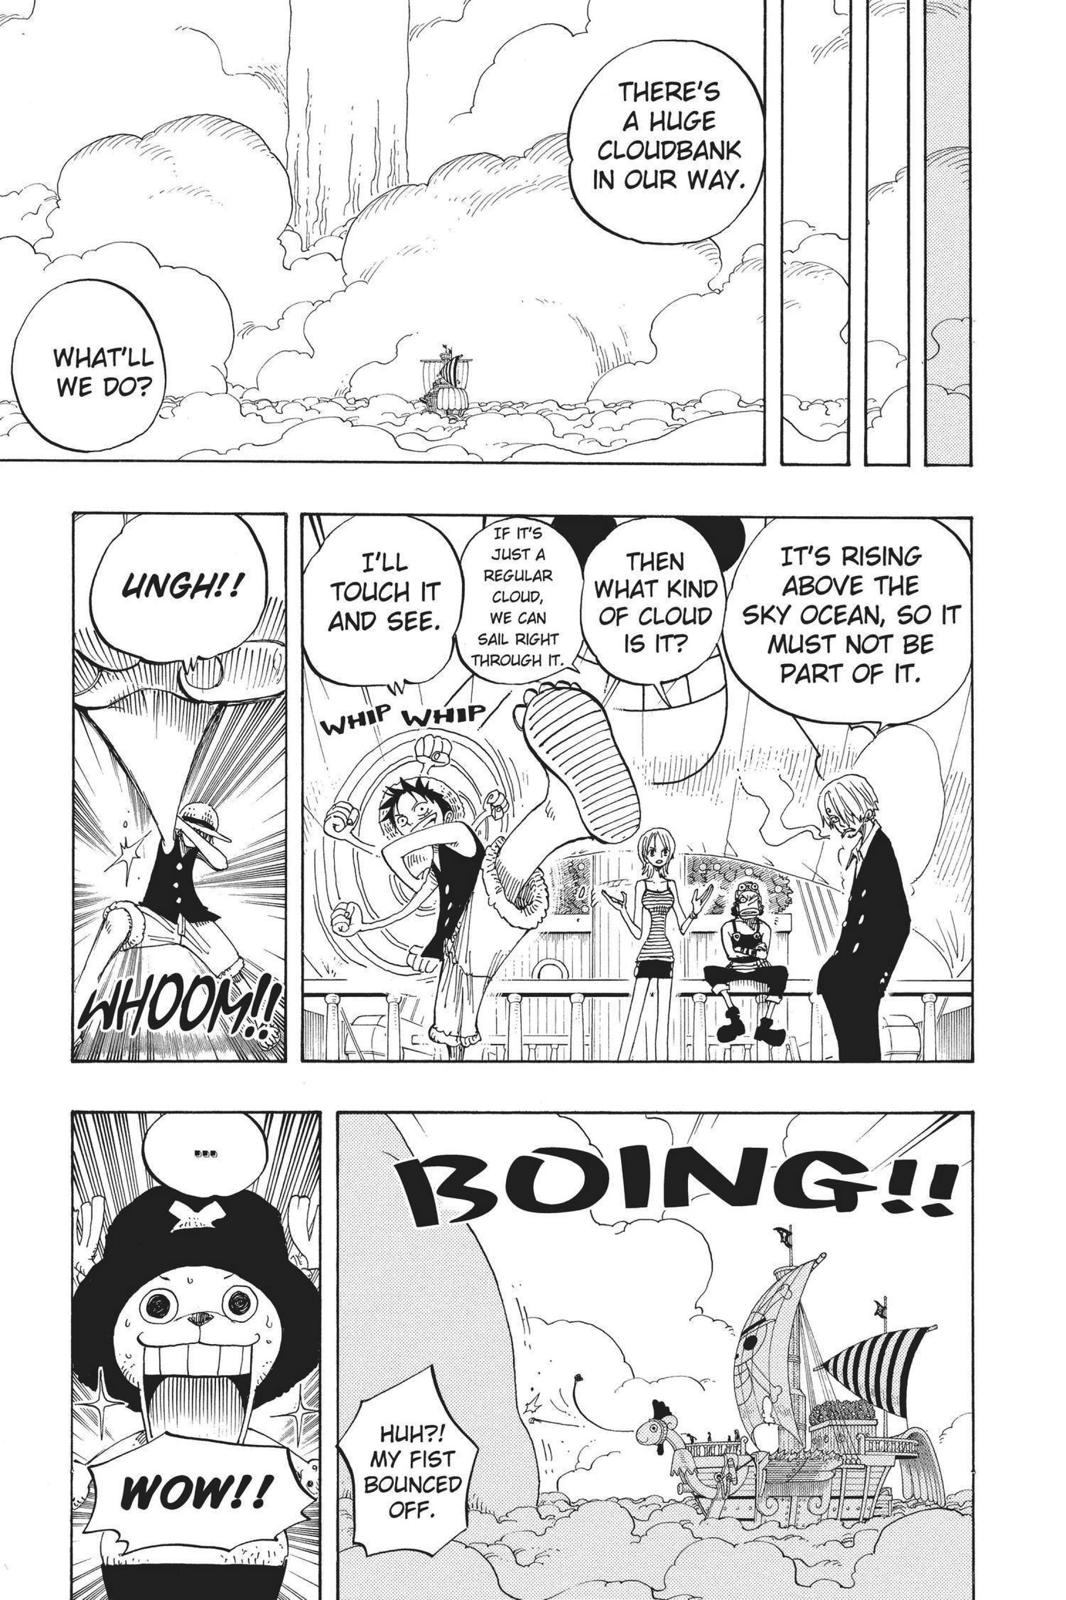 THERE'S
A HUGE
CLOUDBANK
IN OUR WAY.
WHAT'LL
WE DO?
IT'S RISING
ABOVE THE
SKY OCEAN, SO IT
MUST NOT BE
PART OF IT.
THEN
WHAT KIND
OF CLOUD
IS IT?
IF IT'S
JUST A
REGULAR
CLOUD,
WE CAN
SAIL RIGHT
THROUGH IT.
I'LL
TOUCH IT
AND SEE.
WHIP WHIP
UNGH!!
WHOOM!!
BOING!!
HUH?!
MY FIST
BOUNCED
OFF.
...
WOW!!